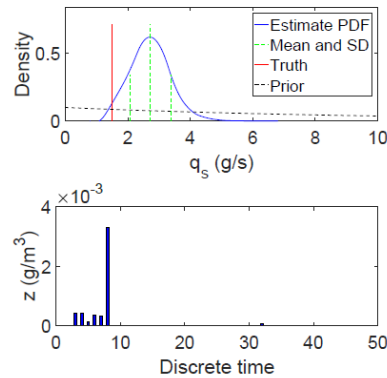 Estimate PDF
Mean and SD
Truth
Prior
Density
0.5
0
0 2 4 6 8 10
q_s (g/s)
×10^-3
z (g/m^3)
4
2
0
0 10 20 30 40 50
Discrete time